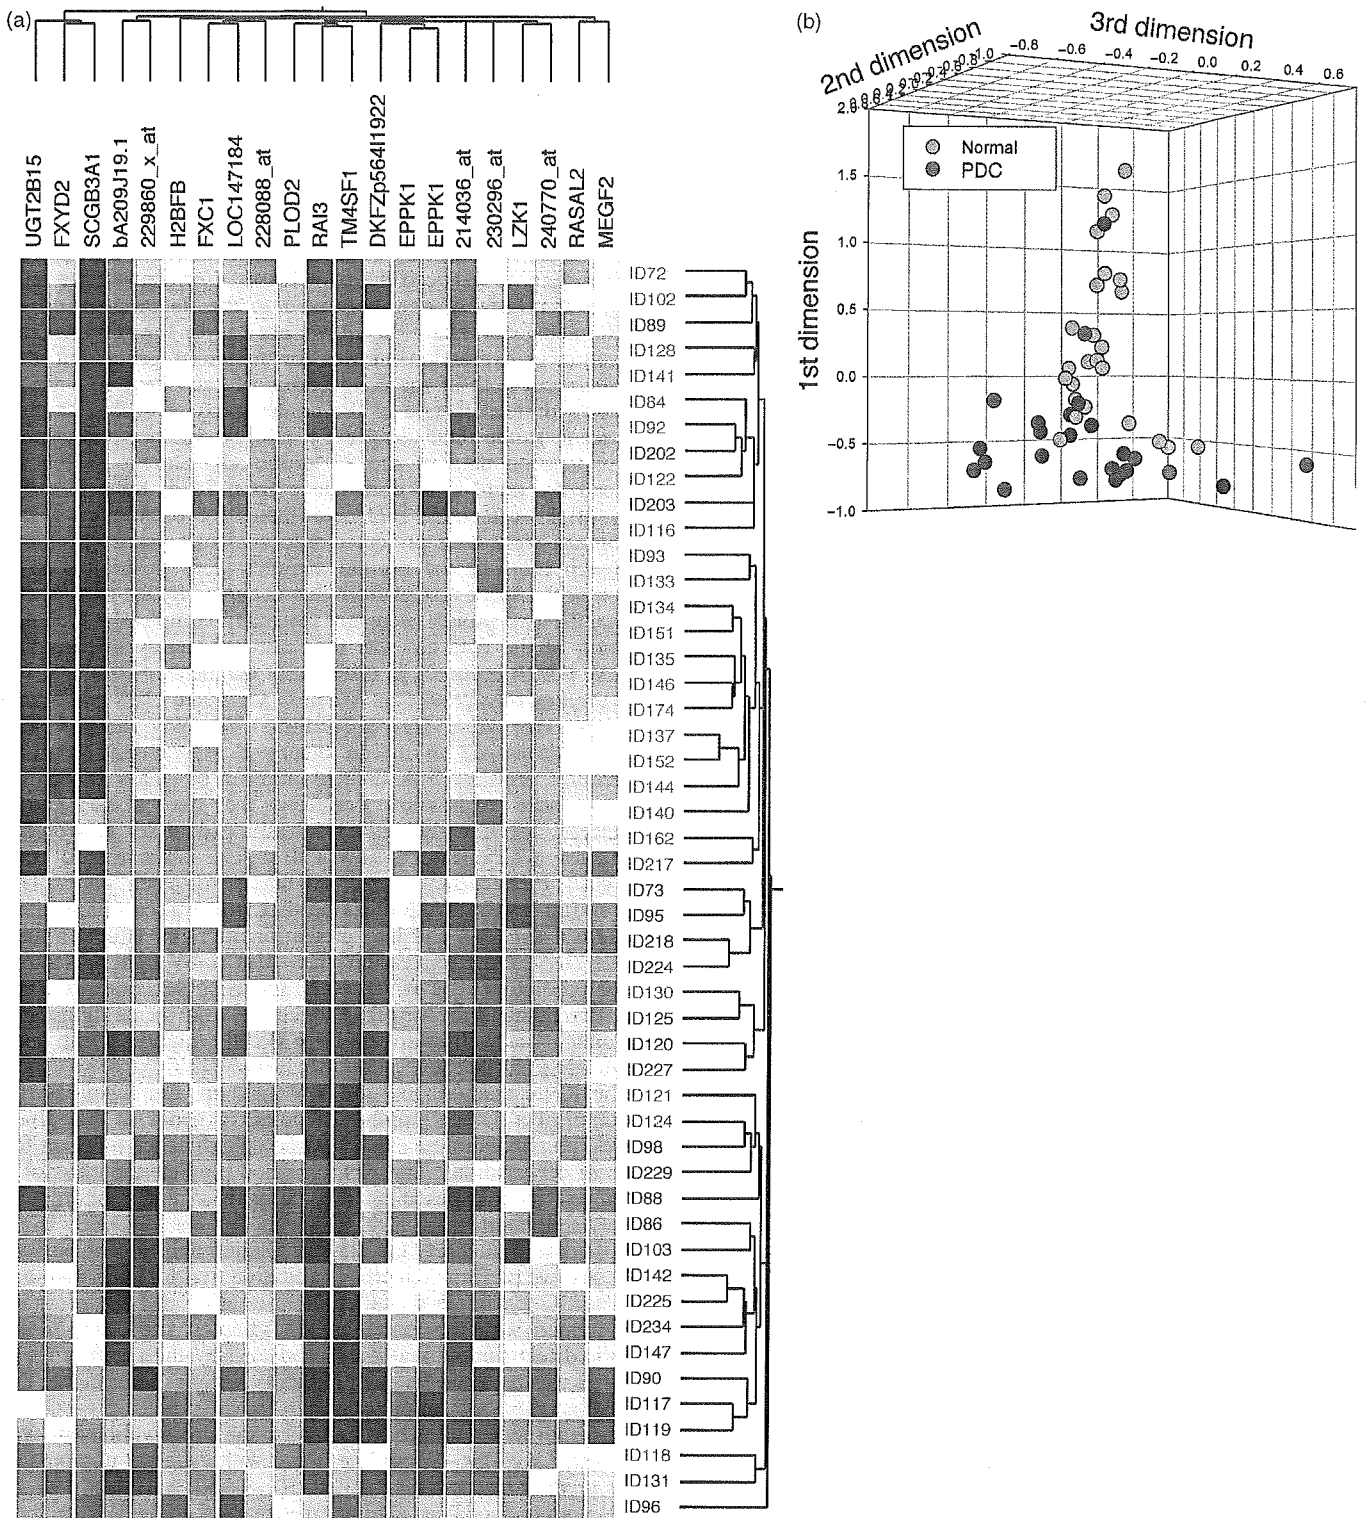 (a)
UGT2B15
FXYD2
SCGB3A1
bA209J19.1
229860_x_at
H2BFB
FXC1
LOC147184
228088_at
PLOD2
RAI3
TM4SF1
DKFZp564I1922
EPPK1
EPPK1
214036_at
230296_at
LZK1
240770_at
RASAL2
MEGF2
ID72
ID102
ID89
ID128
ID141
ID84
ID92
ID202
ID122
ID203
ID116
ID93
ID133
ID134
ID151
ID135
ID146
ID174
ID137
ID152
ID144
ID140
ID162
ID217
ID73
ID95
ID218
ID224
ID130
ID125
ID120
ID227
ID121
ID124
ID98
ID229
ID88
ID86
ID103
ID142
ID225
ID234
ID147
ID90
ID117
ID119
ID118
ID131
ID96
(b)
2nd dimension
3rd dimension
−0.8 −0.6 −0.4 −0.2 0.0 0.2 0.4 0.6
Normal
PDC
1st dimension
1.5
1.0
0.5
0.0
−0.5
−1.0